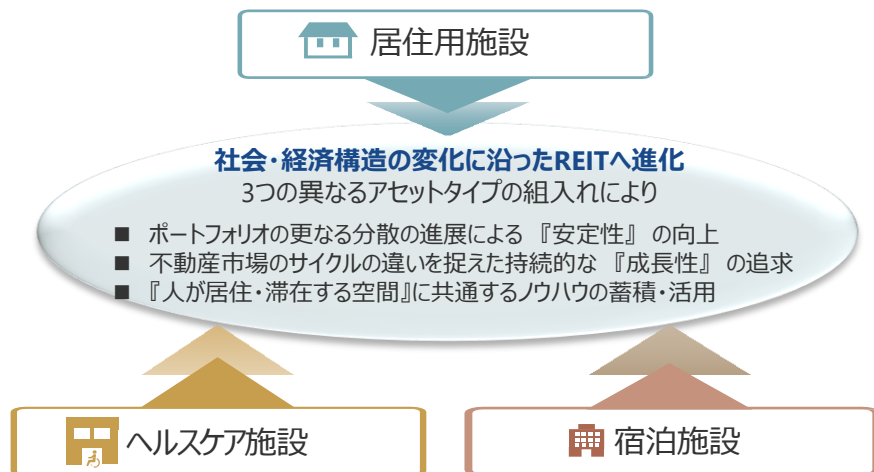 居住用施設
社会・経済構造の変化に沿ったREITへ進化
3つの異なるアセットタイプの組入れにより
■ ポートフォリオの更なる分散の進展による 『安定性』 の向上
■ 不動産市場のサイクルの違いを捉えた持続的な 『成長性』 の追求
■ 『人が居住・滞在する空間』に共通するノウハウの蓄積・活用
ヘルスケア施設
宿泊施設